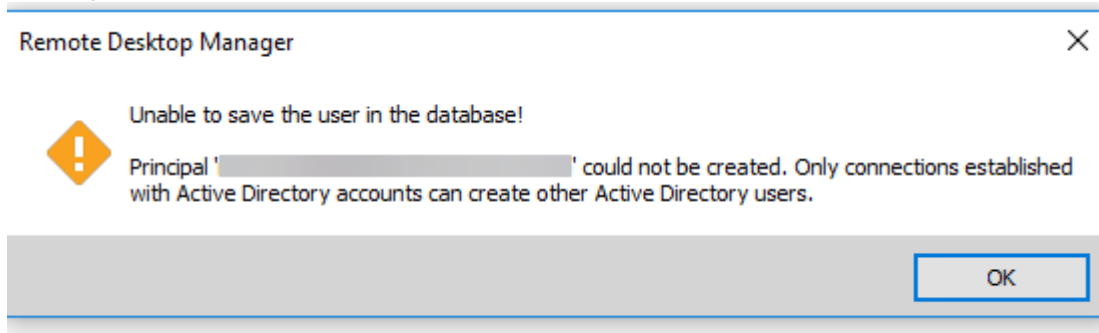 Remote Desktop Manager
Unable to save the user in the database!
Principal '' could not be created. Only connections established
with Active Directory accounts can create other Active Directory users.
OK